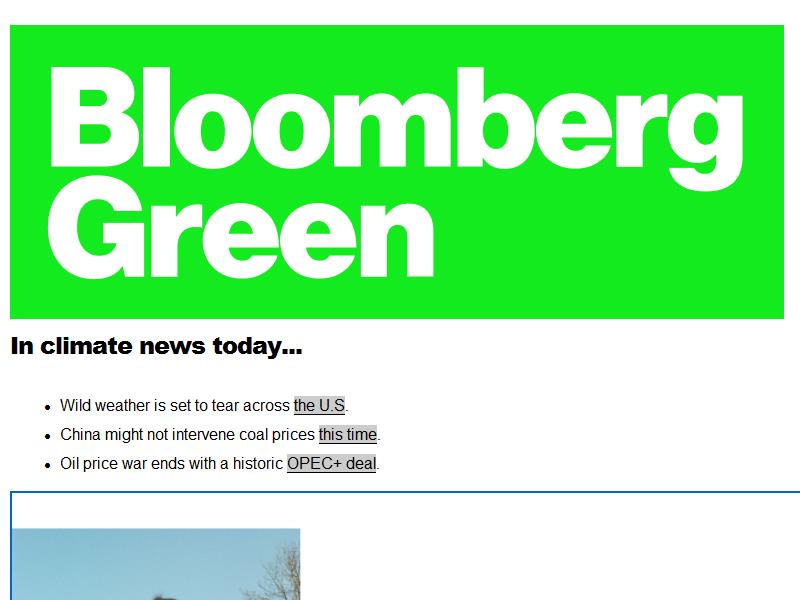 Bloomberg
Green
In climate news today...
Wild weather is set to tear across the U.S.
China might not intervene coal prices this time.
Oil price war ends with a historic OPEC+ deal.